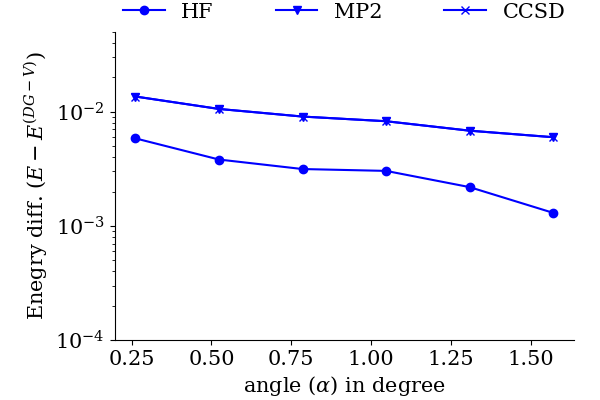 HF MP2 CCSD
Enegry diff. (E − E^(DG−V))
10^−2
10^−3
10^−4
0.25 0.50 0.75 1.00 1.25 1.50
angle (α) in degree